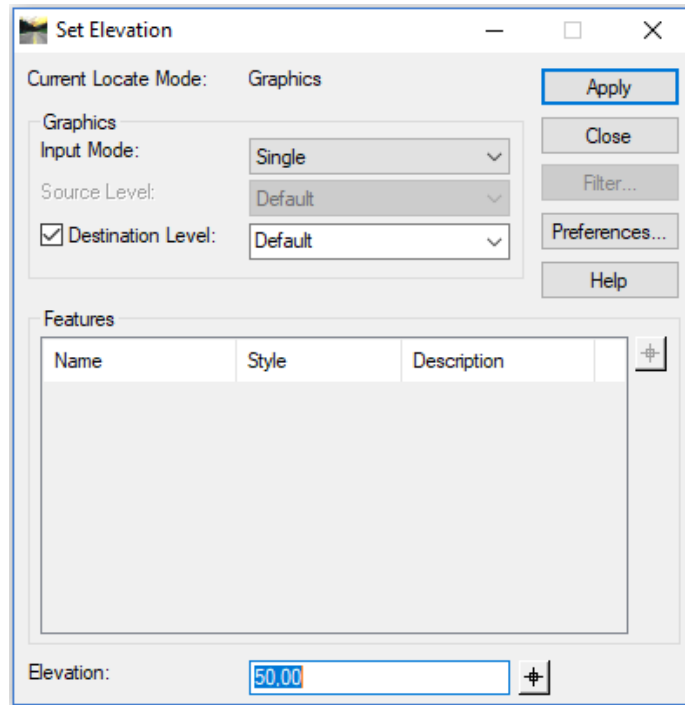 Set Elevation
Current Locate Mode: Graphics
Apply
Graphics
Close
Input Mode: Single
Filter...
Source Level: Default
Destination Level: Default
Preferences...
Help
Features
Name Style Description
Elevation: 50,00